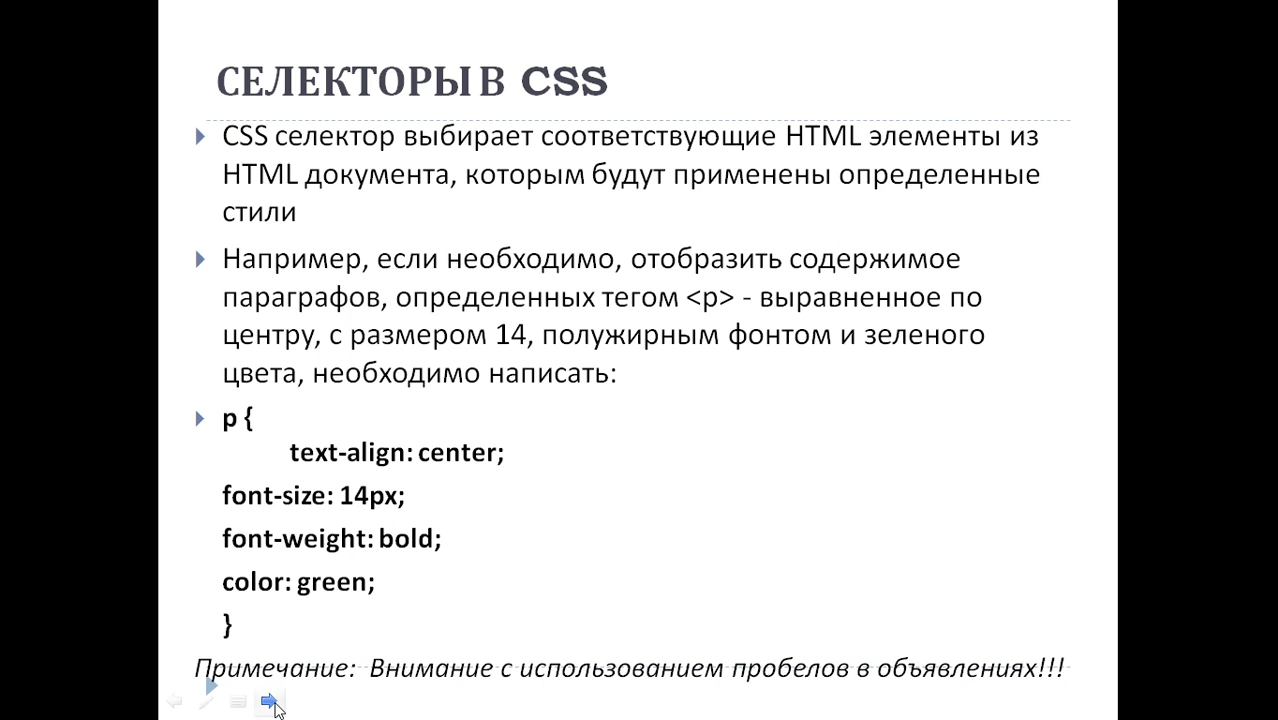 СЕЛЕКТОРЫ В CSS
CSS селектор выбирает соответствующие HTML элементы из
HTML документа, которым будут применены определенные
стили
Например, если необходимо, отобразить содержимое
параграфов, определенных тегом <p> - выравненное по
центру, с размером 14, полужирным фонтом и зеленого
цвета, необходимо написать:
p {
text-align: center;
font-size: 14px;
font-weight: bold;
color: green;
}
Примечание: Внимание с использованием пробелов в объявлениях!!!